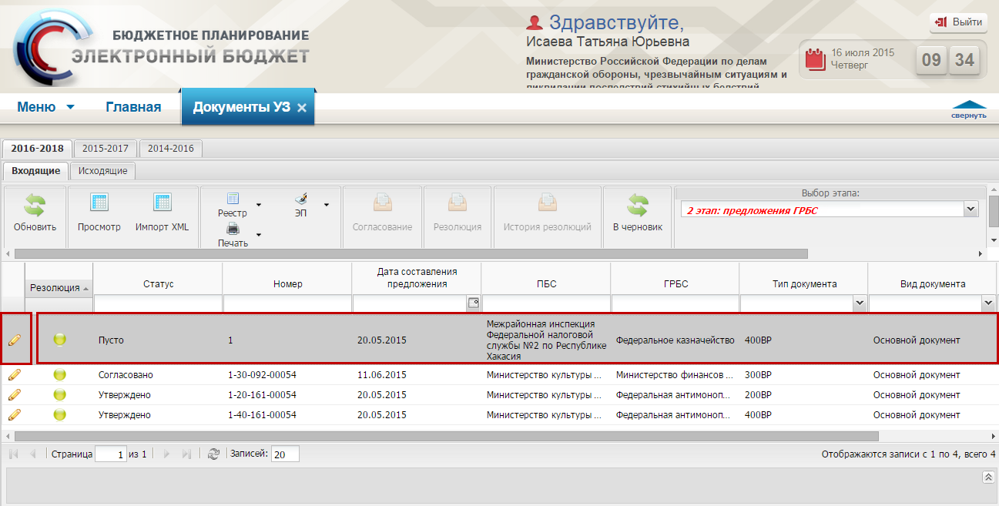 БЮДЖЕТНОЕ ПЛАНИРОВАНИЕ
ЭЛЕКТРОННЫЙ БЮДЖЕТ
Здравствуйте,
Исаева Татьяна Юрьевна
Министерство Российской Федерации по делам
гражданской обороны, чрезвычайным ситуациям и
ликвидации последствий стихийных бедствий
Выйти
16 июля 2015
Четверг
09 34
Меню Главная Документы УЗ
свернуть
2016-2018 2015-2017 2014-2016
Входящие Исходящие
Обновить
Просмотр
Импорт XML
Реестр
Печать
ЭП
Согласование
Резолюция
История резолюций
В черновик
Выбор этапа:
2 этап: предложения ГРБС
Резолюция Статус Номер Дата составления
предложения ПБС ГРБС Тип документа Вид документа
Пусто 1 20.05.2015 Межрайонная инспекция
Федеральной налоговой
службы №2 по Республике
Хакасия Федеральное казначейство 400ВР Основной документ
Согласовано 1-30-092-00054 11.06.2015 Министерство культуры ... Министерство финансов ... 300ВР Основной документ
Утверждено 1-20-161-00054 20.05.2015 Министерство культуры ... Федеральная антимоноп... 200ВР Основной документ
Утверждено 1-40-161-00054 20.05.2015 Министерство культуры ... Федеральная антимоноп... 400ВР Основной документ
Страница 1 из 1 Записей: 20 Отображаются записи с 1 по 4, всего 4